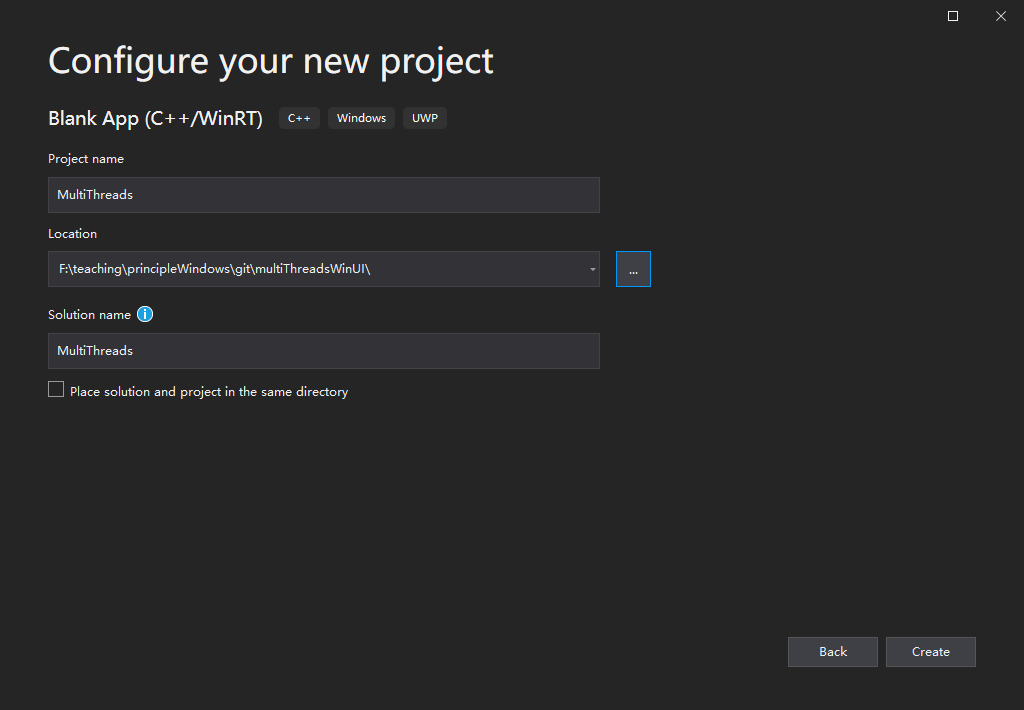 Configure your new project
Blank App (C++/WinRT) C++ Windows UWP
Project name
MultiThreads
Location
F:\teaching\principleWindows\git\multiThreadsWinUI\
...
Solution name
MultiThreads
Place solution and project in the same directory
Back Create